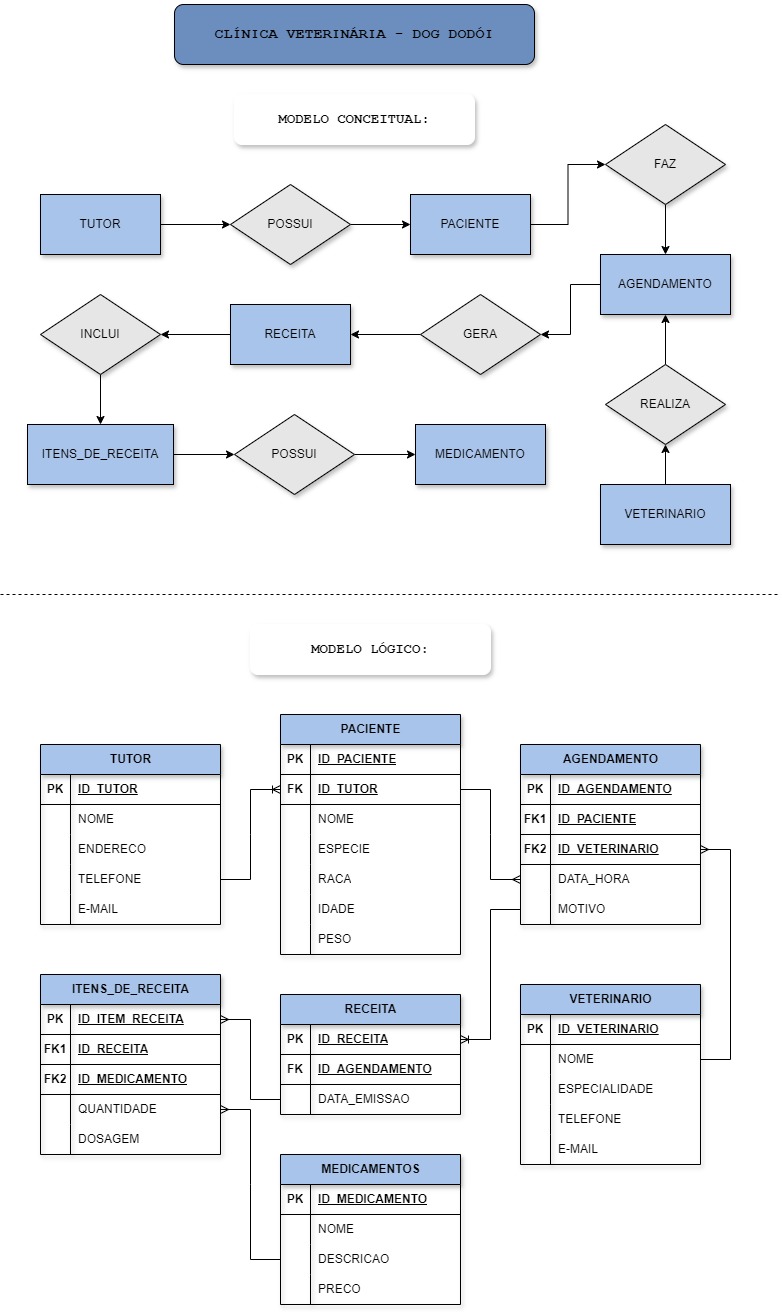 CLÍNICA VETERINÁRIA - DOG DODÓI
MODELO CONCEITUAL:
FAZ
TUTOR
POSSUI
PACIENTE
AGENDAMENTO
INCLUI
RECEITA
GERA
REALIZA
ITENS_DE_RECEITA
POSSUI
MEDICAMENTO
VETERINARIO
MODELO LÓGICO:
TUTOR
PK ID_TUTOR
NOME
ENDERECO
TELEFONE
E-MAIL
PACIENTE
PK ID_PACIENTE
FK ID_TUTOR
NOME
ESPECIE
RACA
IDADE
PESO
AGENDAMENTO
PK ID_AGENDAMENTO
FK1 ID_PACIENTE
FK2 ID_VETERINARIO
DATA_HORA
MOTIVO
ITENS_DE_RECEITA
PK ID_ITEM_RECEITA
FK1 ID_RECEITA
FK2 ID_MEDICAMENTO
QUANTIDADE
DOSAGEM
RECEITA
PK ID_RECEITA
FK ID_AGENDAMENTO
DATA_EMISSAO
VETERINARIO
PK ID_VETERINARIO
NOME
ESPECIALIDADE
TELEFONE
E-MAIL
MEDICAMENTOS
PK ID_MEDICAMENTO
NOME
DESCRICAO
PRECO